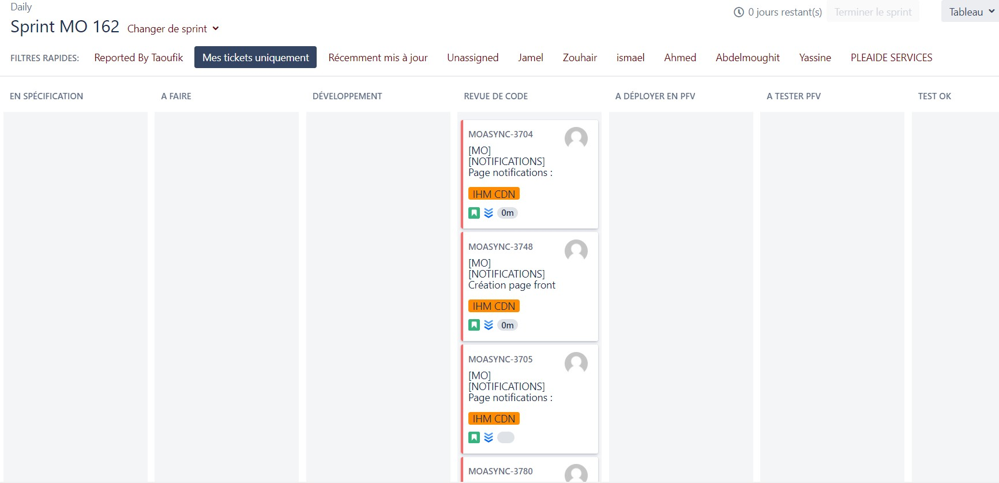 Daily
Sprint MO 162 Changer de sprint
0 jours restant(s) Terminer le sprint Tableau
FILTRES RAPIDES: Reported By Taoufik Mes tickets uniquement Récemment mis à jour Unassigned Jamel Zouhair ismael Ahmed Abdelmoughit Yassine PLEAIDE SERVICES
EN SPÉCIFICATION A FAIRE DÉVELOPPEMENT REVUE DE CODE A DÉPLOYER EN PFV A TESTER PFV TEST OK
MOASYNC-3704
[MO]
[NOTIFICATIONS]
Page notifications :
IHM CDN
0m
MOASYNC-3748
[MO]
[NOTIFICATIONS]
Création page front
IHM CDN
0m
MOASYNC-3705
[MO]
[NOTIFICATIONS]
Page notifications :
IHM CDN
MOASYNC-3780